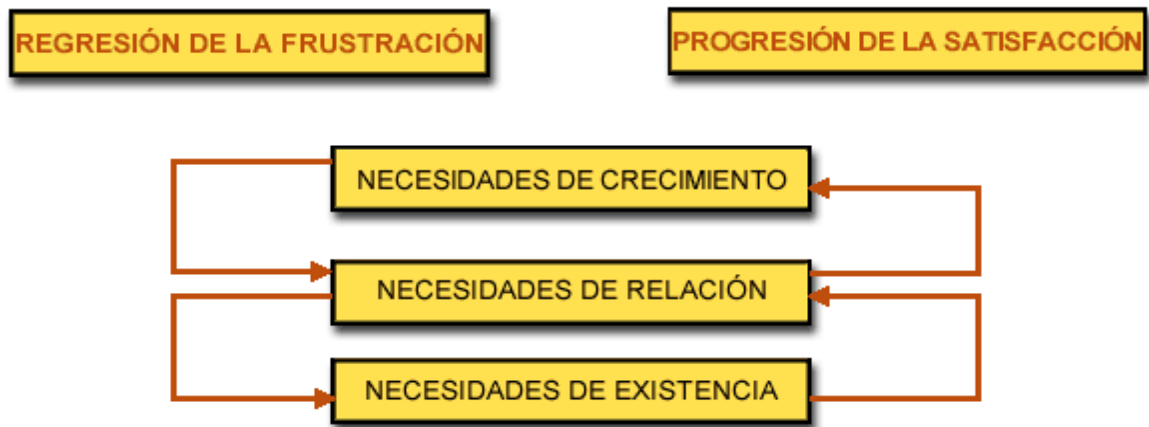 REGRESIÓN DE LA FRUSTRACIÓN
PROGRESIÓN DE LA SATISFACCIÓN
NECESIDADES DE CRECIMIENTO
NECESIDADES DE RELACIÓN
NECESIDADES DE EXISTENCIA